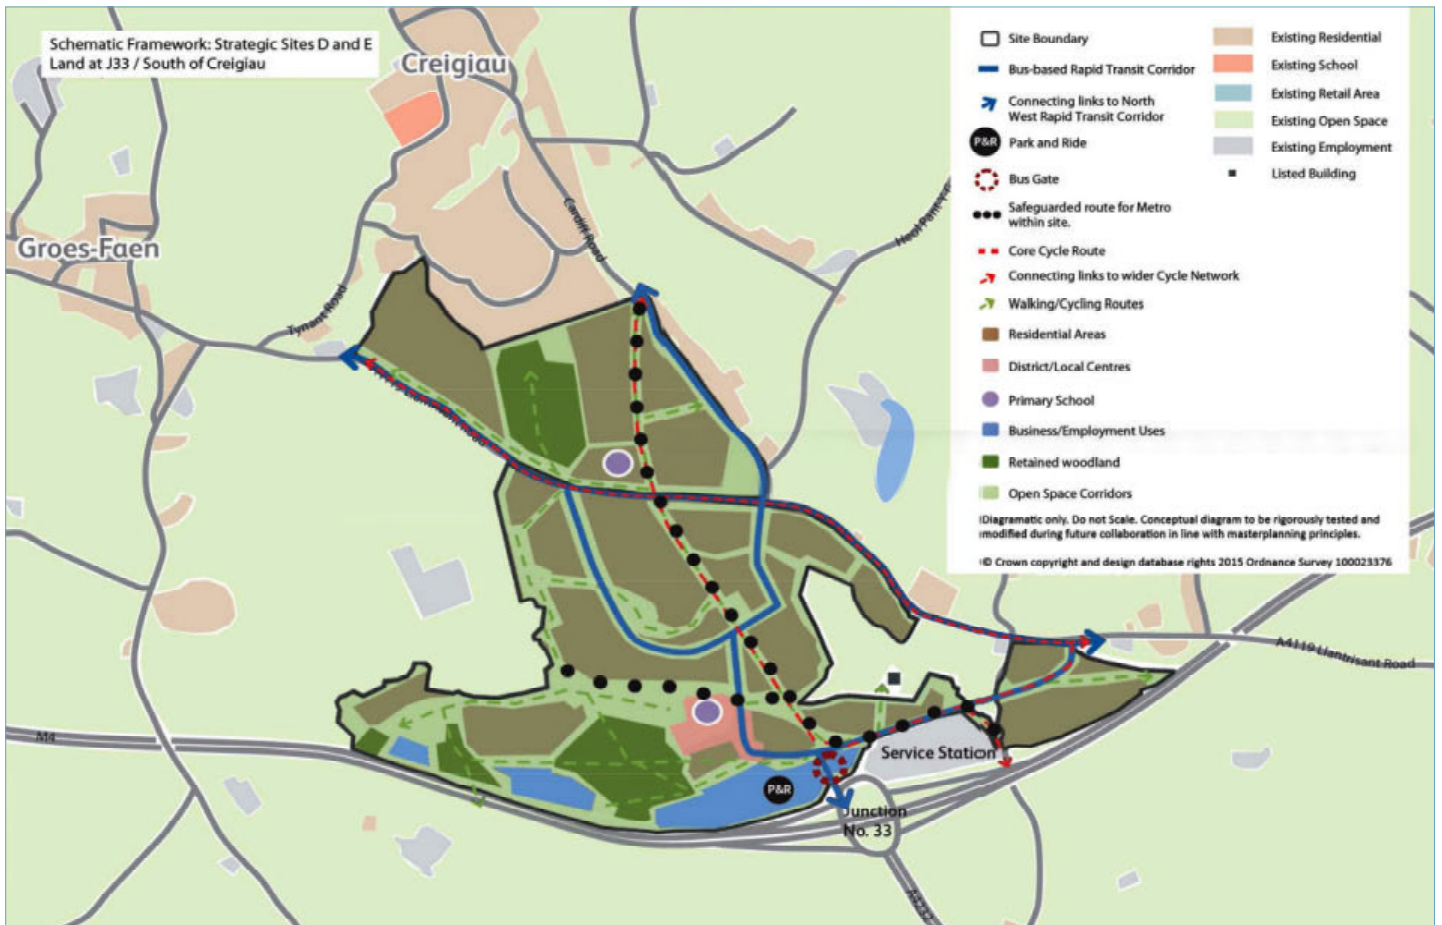 Schematic Framework: Strategic Sites D and E
Land at J33 / South of Creigiau
Creigiau
Groes-Faen
Tynant Road
Cardiff Road
Heol Pant-Y-G
Llantrisant Road
M4
A4119 Llantrisant Road
Service Station
P&R
Junction
No. 33
A4232
Site Boundary
Bus-based Rapid Transit Corridor
Connecting links to North
West Rapid Transit Corridor
P&R Park and Ride
Bus Gate
Safeguarded route for Metro
within site.
Core Cycle Route
Connecting links to wider Cycle Network
Walking/Cycling Routes
Residential Areas
District/Local Centres
Primary School
Business/Employment Uses
Retained woodland
Open Space Corridors
Existing Residential
Existing School
Existing Retail Area
Existing Open Space
Existing Employment
Listed Building
Diagramatic only. Do not Scale. Conceptual diagram to be rigorously tested and
modified during future collaboration in line with masterplanning principles.
© Crown copyright and design database rights 2015 Ordnance Survey 100023376